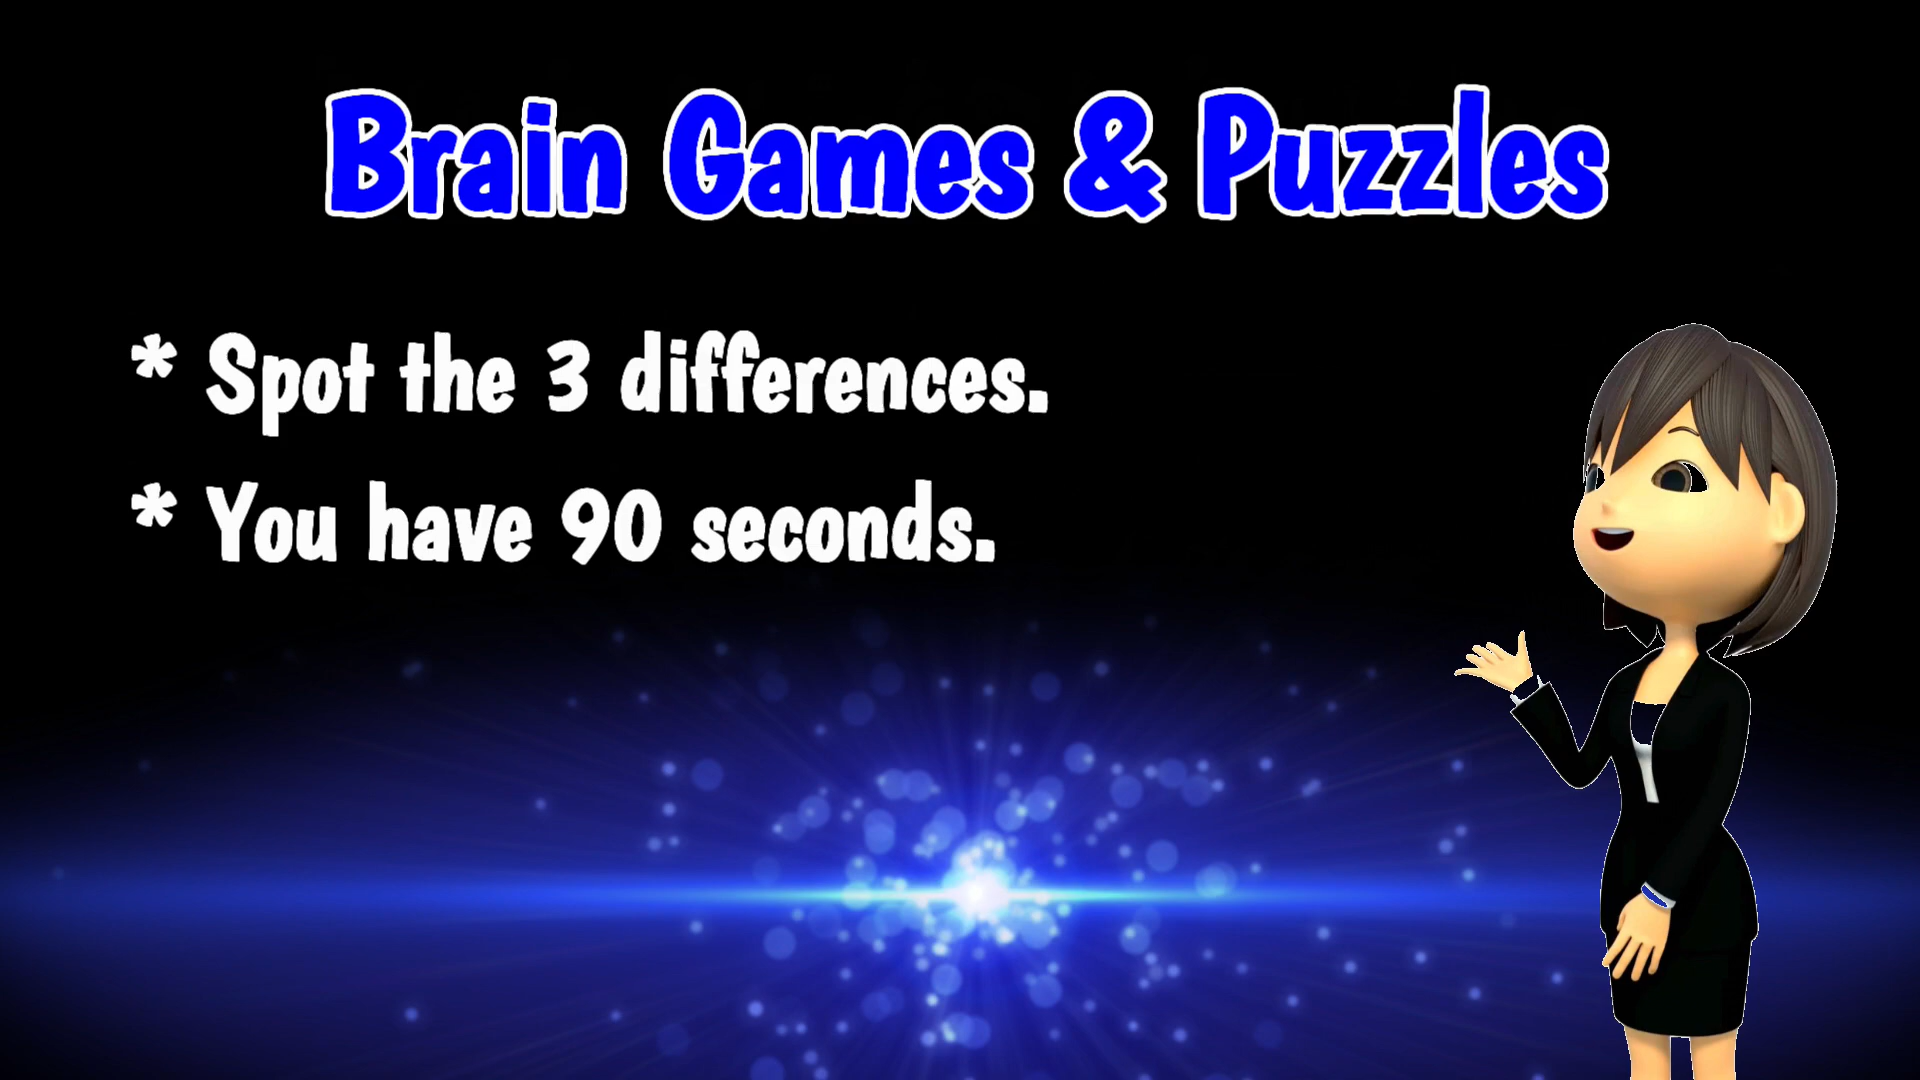 Brain Games & Puzzles
* Spot the 3 differences.
* You have 90 seconds.